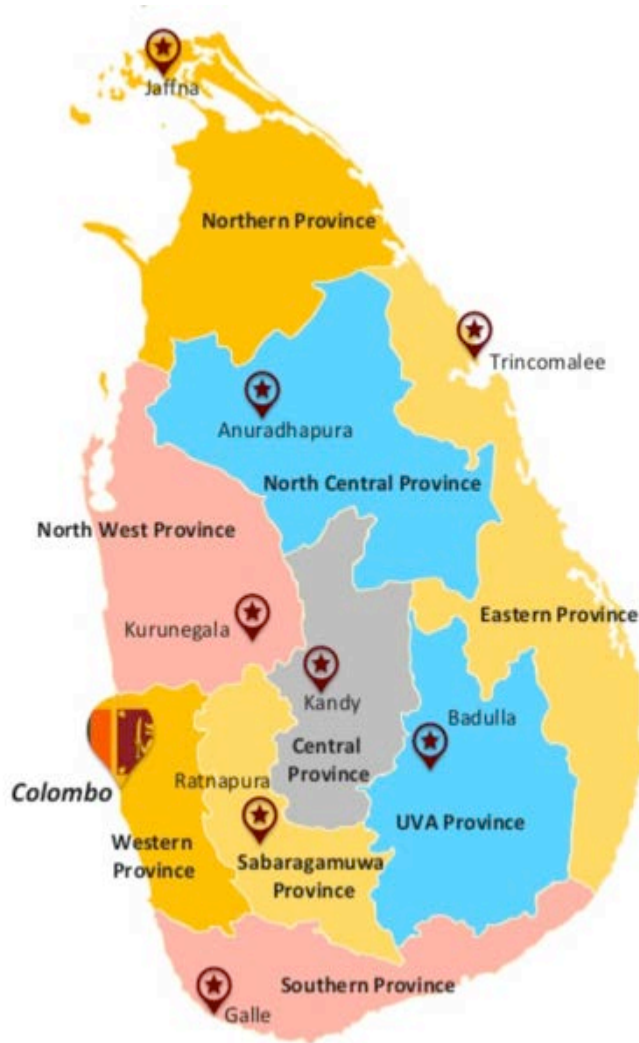 Jaffna
Northern Province
Trincomalee
Anuradhapura
North Central Province
North West Province
Eastern Province
Kurunegala
Kandy
Badulla
Central
Province
Ratnapura
Colombo
UVA Province
Western
Province
Sabaragamuwa
Province
Southern Province
Galle